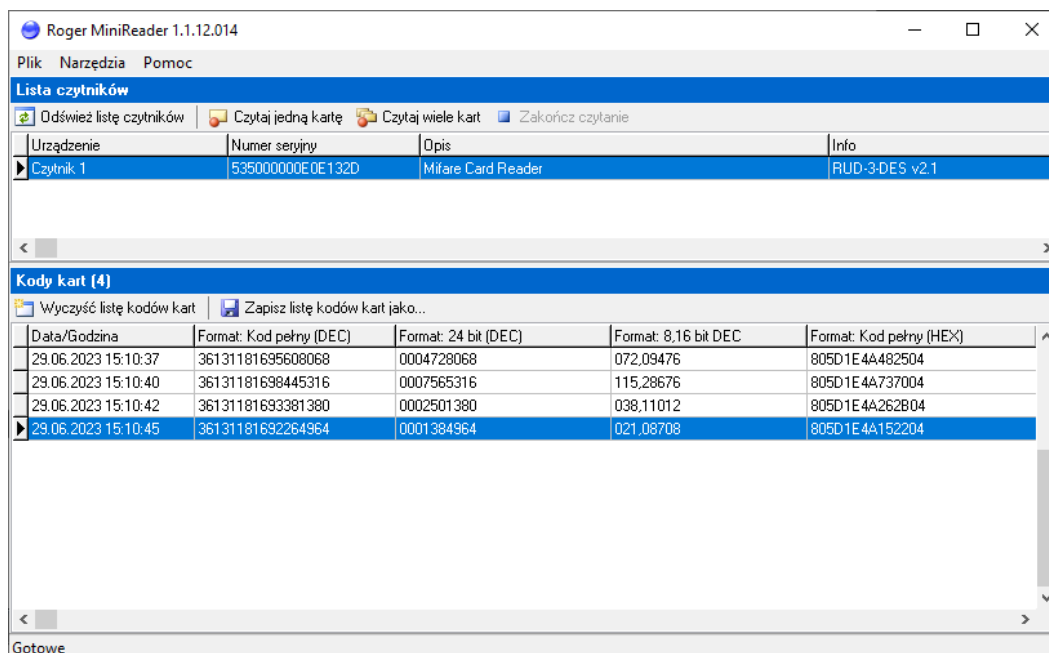 Roger MiniReader 1.1.12.014
Plik Narzędzia Pomoc
Lista czytników
Odśwież listę czytników Czytaj jedną kartę Czytaj wiele kart Zakończ czytanie
Urządzenie Numer seryjny Opis Info
Czytnik 1 535000000E0E132D Mifare Card Reader RUD-3-DES v2.1
Kody kart (4)
Wyczyść listę kodów kart Zapisz listę kodów kart jako...
Data/Godzina Format: Kod pełny (DEC) Format: 24 bit (DEC) Format: 8,16 bit DEC Format: Kod pełny (HEX)
29.06.2023 15:10:37 36131181695608068 0004728068 072,09476 805D1E4A482504
29.06.2023 15:10:40 36131181698445316 0007565316 115,28676 805D1E4A737004
29.06.2023 15:10:42 36131181693381380 0002501380 038,11012 805D1E4A262B04
29.06.2023 15:10:45 36131181692264964 0001384964 021,08708 805D1E4A152204
Gotowe